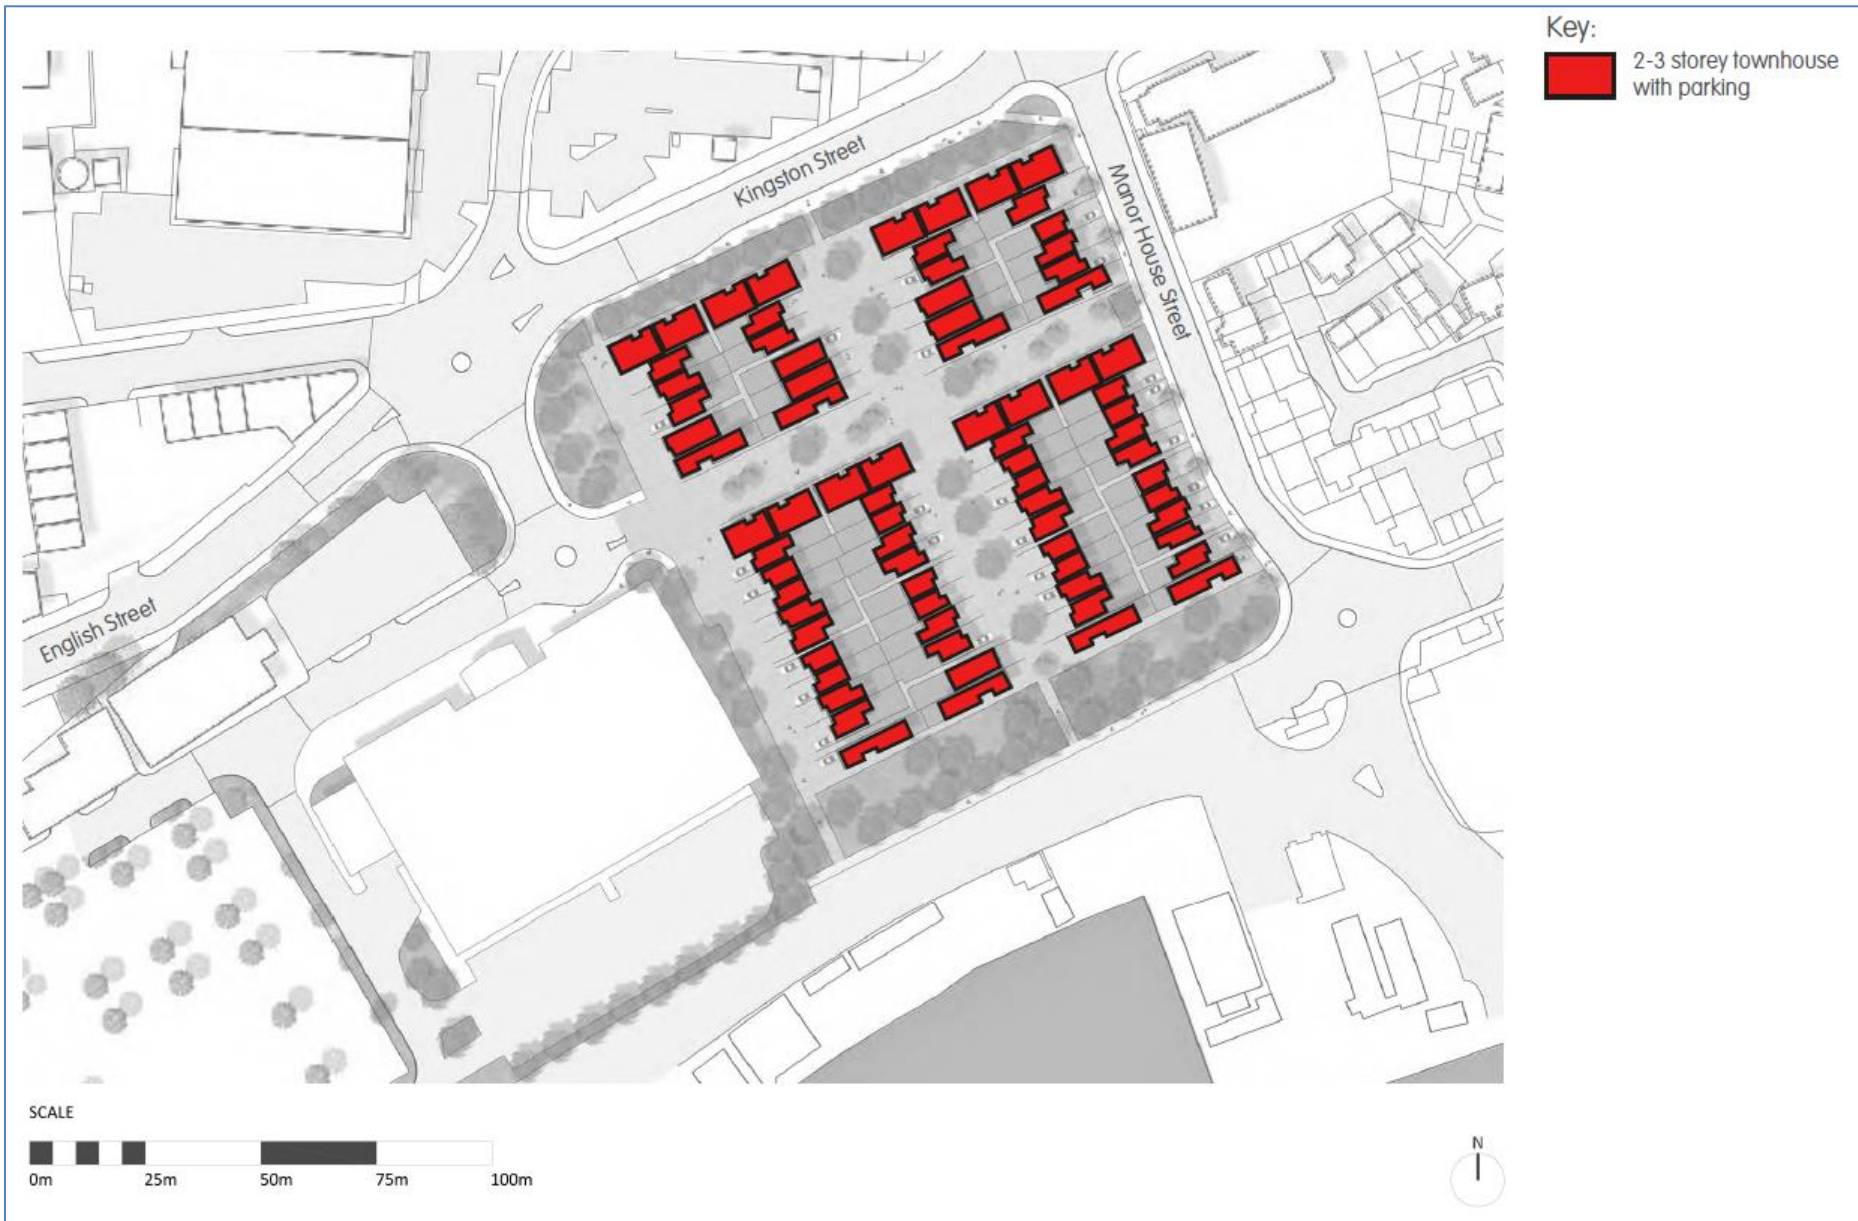 Key:
2-3 storey townhouse
with parking
Kingston Street
Manor House Street
English Street
SCALE
0m 25m 50m 75m 100m
N